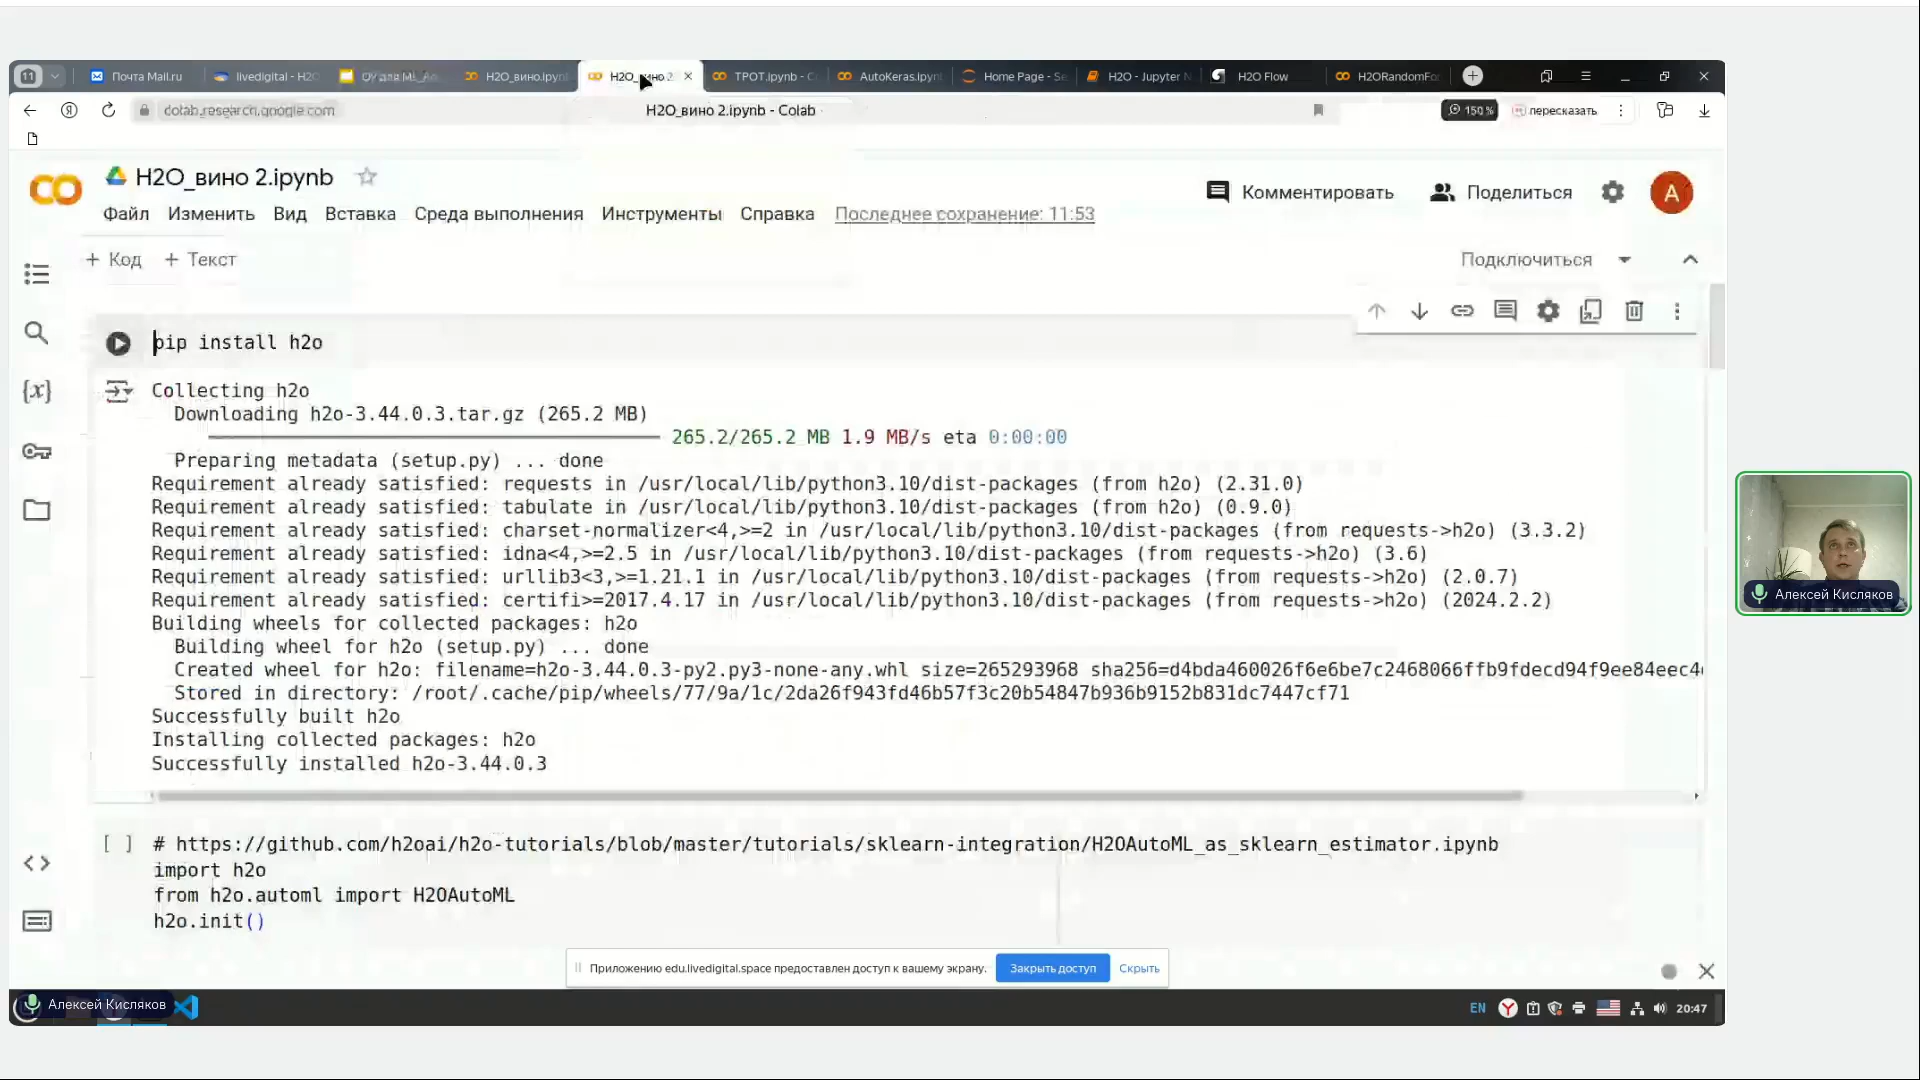 11 Почта Mail.ru livedigital - H2O H2O_вино.ipynb H2O_вино 2 TPOT.ipynb - C AutoKeras.ipynb Home Page - Se H2O - Jupyter N H2O Flow H2ORandomFo
colab.research.google.com H2O_вино 2.ipynb - Colab 150 % пересказать
H2O_вино 2.ipynb
Комментировать Поделиться A
Файл Изменить Вид Вставка Среда выполнения Инструменты Справка Последнее сохранение: 11:53
+ Код + Текст Подключиться
pip install h2o
Collecting h2o
Downloading h2o-3.44.0.3.tar.gz (265.2 MB)
265.2/265.2 MB 1.9 MB/s eta 0:00:00
Preparing metadata (setup.py) ... done
Requirement already satisfied: requests in /usr/local/lib/python3.10/dist-packages (from h2o) (2.31.0)
Requirement already satisfied: tabulate in /usr/local/lib/python3.10/dist-packages (from h2o) (0.9.0)
Requirement already satisfied: charset-normalizer<4,>=2 in /usr/local/lib/python3.10/dist-packages (from requests->h2o) (3.3.2)
Requirement already satisfied: idna<4,>=2.5 in /usr/local/lib/python3.10/dist-packages (from requests->h2o) (3.6)
Requirement already satisfied: urllib3<3,>=1.21.1 in /usr/local/lib/python3.10/dist-packages (from requests->h2o) (2.0.7)
Requirement already satisfied: certifi>=2017.4.17 in /usr/local/lib/python3.10/dist-packages (from requests->h2o) (2024.2.2)
Building wheels for collected packages: h2o
Building wheel for h2o (setup.py) ... done
Created wheel for h2o: filename=h2o-3.44.0.3-py2.py3-none-any.whl size=265293968 sha256=d4bda460026f6e6be7c2468066ffb9fdecd94f9ee84eec4
Stored in directory: /root/.cache/pip/wheels/77/9a/1c/2da26f943fd46b57f3c20b54847b936b9152b831dc7447cf71
Successfully built h2o
Installing collected packages: h2o
Successfully installed h2o-3.44.0.3
[ ] # https://github.com/h2oai/h2o-tutorials/blob/master/tutorials/sklearn-integration/H2OAutoML_as_sklearn_estimator.ipynb
import h2o
from h2o.automl import H2OAutoML
h2o.init()
Приложению edu.livedigital.space предоставлен доступ к вашему экрану. Закрыть доступ Скрыть
Алексей Кисляков
EN 20:47
Алексей Кисляков